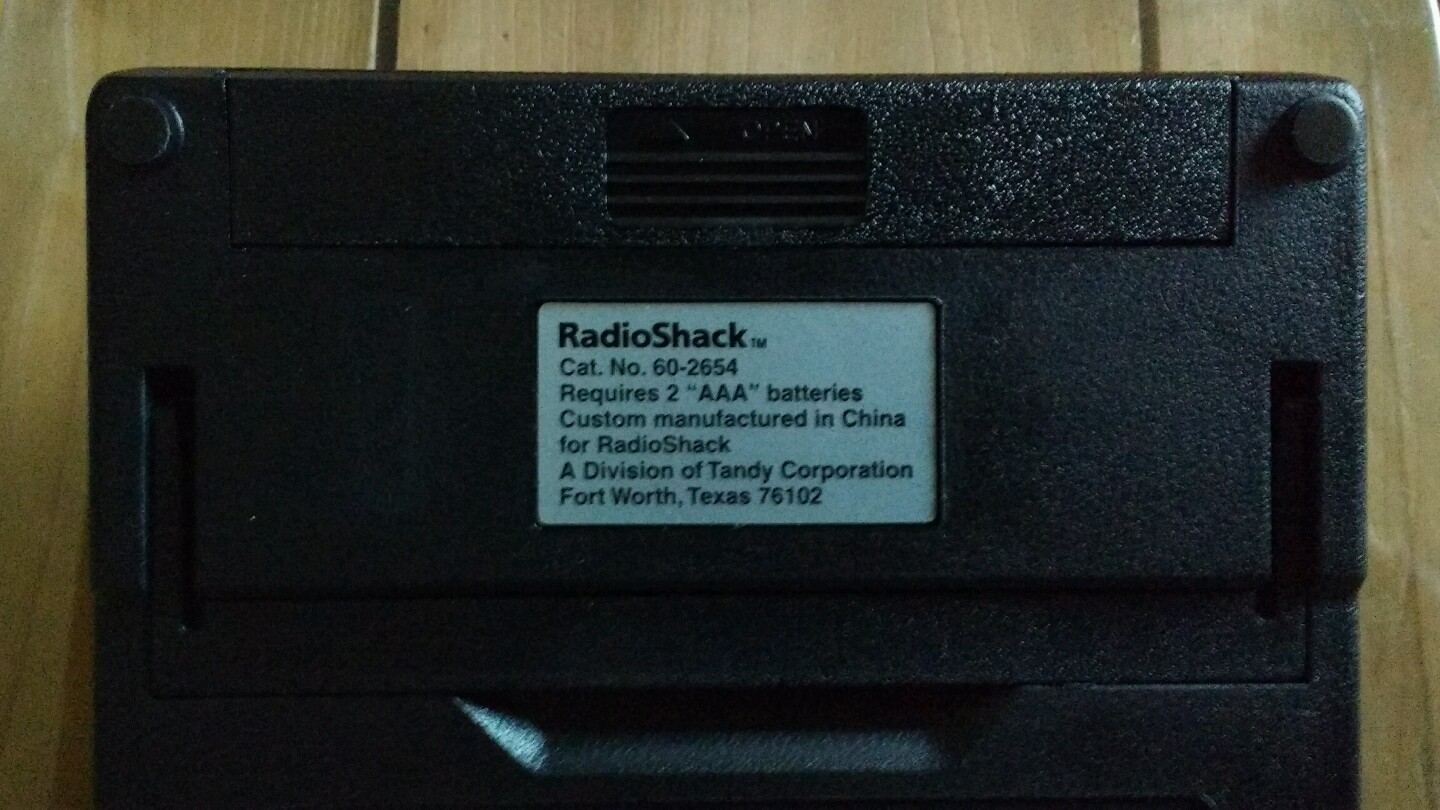 OPEN
RadioShack™
Cat. No. 60-2654
Requires 2 “AAA” batteries
Custom manufactured in China
for RadioShack
A Division of Tandy Corporation
Fort Worth, Texas 76102